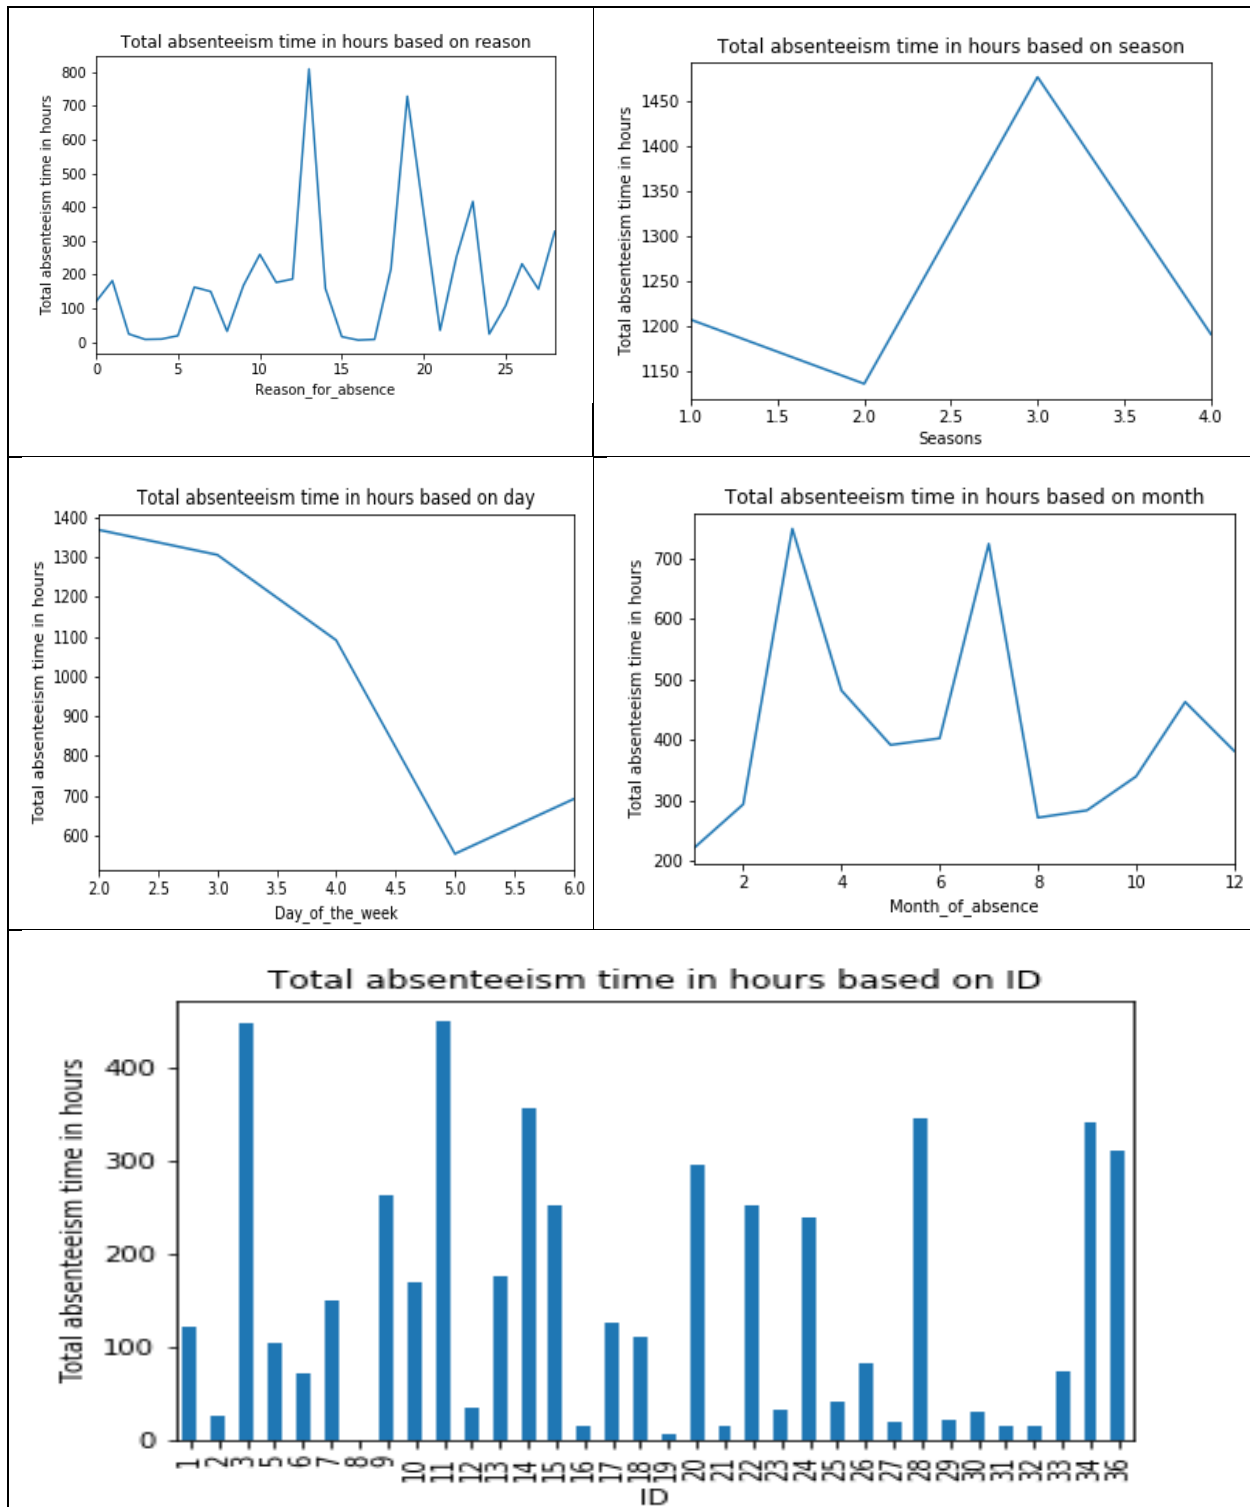 Total absenteeism time in hours based on reason
Total absenteeism time in hours
800
700
600
500
400
300
200
100
0
0 5 10 15 20 25
Reason_for_absence
Total absenteeism time in hours based on season
Total absenteeism time in hours
1450
1400
1350
1300
1250
1200
1150
1.0 1.5 2.0 2.5 3.0 3.5 4.0
Seasons
Total absenteeism time in hours based on day
Total absenteeism time in hours
1400
1300
1200
1100
1000
900
800
700
600
2.0 2.5 3.0 3.5 4.0 4.5 5.0 5.5 6.0
Day_of_the_week
Total absenteeism time in hours based on month
Total absenteeism time in hours
700
600
500
400
300
200
2 4 6 8 10 12
Month_of_absence
Total absenteeism time in hours based on ID
Total absenteeism time in hours
400
300
200
100
0
1 2 3 5 6 7 8 9 10 11 12 13 14 15 16 17 18 19 20 21 22 23 24 25 26 27 28 29 30 31 32 33 34 36
ID